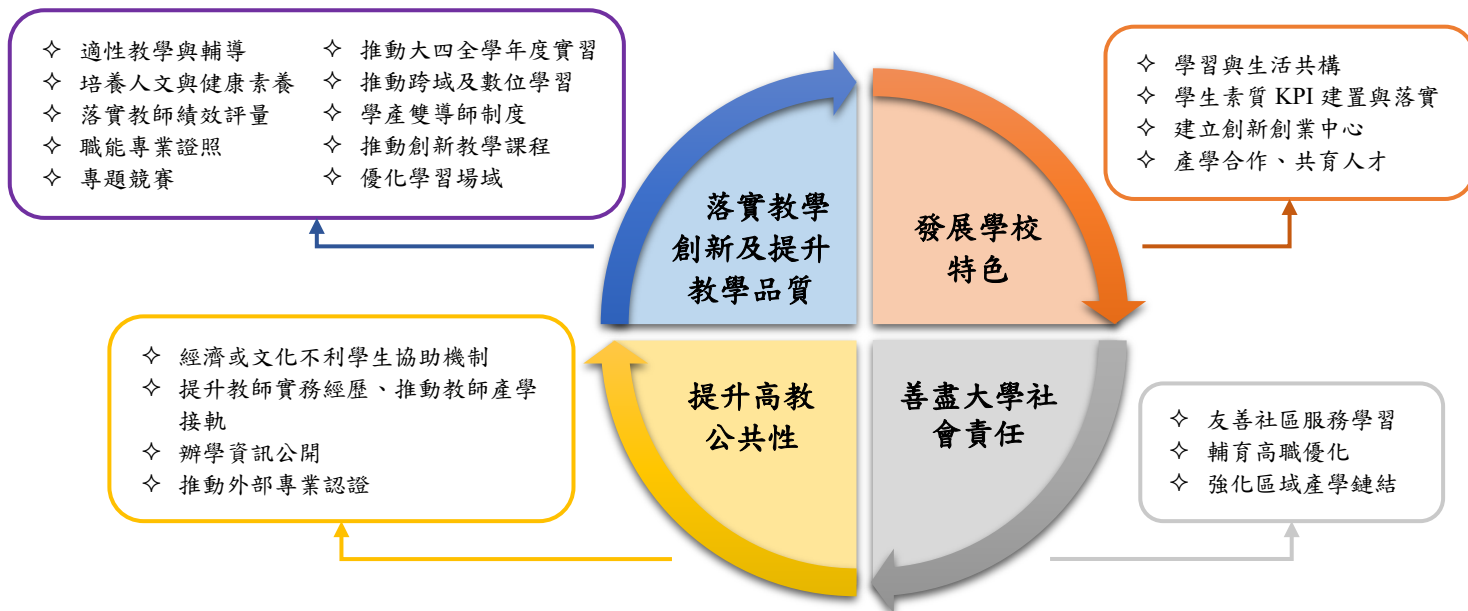 ✧ 適性教學與輔導
✧ 培養人文與健康素養
✧ 落實教師績效評量
✧ 職能專業證照
✧ 專題競賽
✧ 推動大四全學年度實習
✧ 推動跨域及數位學習
✧ 學產雙導師制度
✧ 推動創新教學課程
✧ 優化學習場域
✧ 學習與生活共構
✧ 學生素質 KPI 建置與落實
✧ 建立創新創業中心
✧ 產學合作、共育人才
落實教學
創新及提升
教學品質
發展學校
特色
✧ 經濟或文化不利學生協助機制
✧ 提升教師實務經歷、推動教師產學
接軌
✧ 辦學資訊公開
✧ 推動外部專業認證
提升高教
公共性
善盡大學社
會責任
✧ 友善社區服務學習
✧ 輔育高職優化
✧ 強化區域產學鏈結